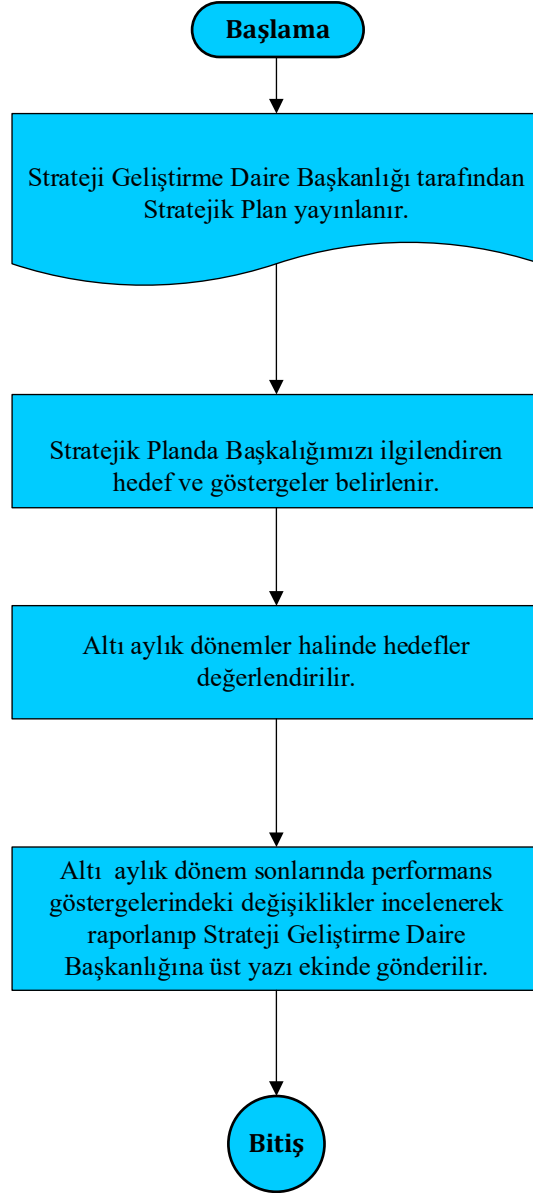 Başlama
Strateji Geliştirme Daire Başkanlığı tarafından
Stratejik Plan yayınlanır.
Stratejik Planda Başkalığımızı ilgilendiren
hedef ve göstergeler belirlenir.
Altı aylık dönemler halinde hedefler
değerlendirilir.
Altı  aylık dönem sonlarında performans
göstergelerindeki değişiklikler incelenerek
raporlanıp Strateji Geliştirme Daire
Başkanlığına üst yazı ekinde gönderilir.
Bitiş